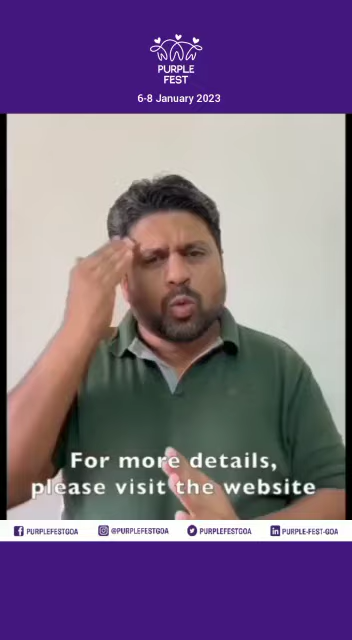 PURPLE
FEST
6-8 January 2023
For more details,
please visit the website
PURPLEFESTGOA @PURPLEFESTGOA PURPLEFESTGOA PURPLE-FEST-GOA